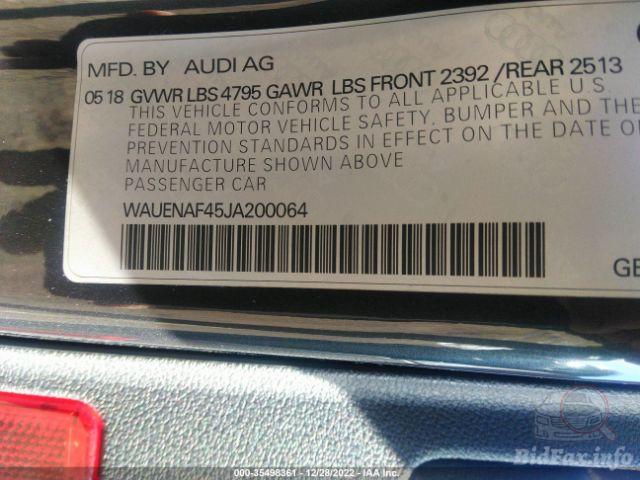 MFD. BY AUDI AG
05 18 GVWR LBS 4795 GAWR LBS FRONT 2392 /REAR 2513
THIS VEHICLE CONFORMS TO ALL APPLICABLE U.S.
FEDERAL MOTOR VEHICLE SAFETY, BUMPER AND THE
PREVENTION STANDARDS IN EFFECT ON THE DATE OF
MANUFACTURE SHOWN ABOVE
PASSENGER CAR
WAUENAF45JA200064
000-35498361 - 12/28/2022 - IAA Inc.
BidFax.info